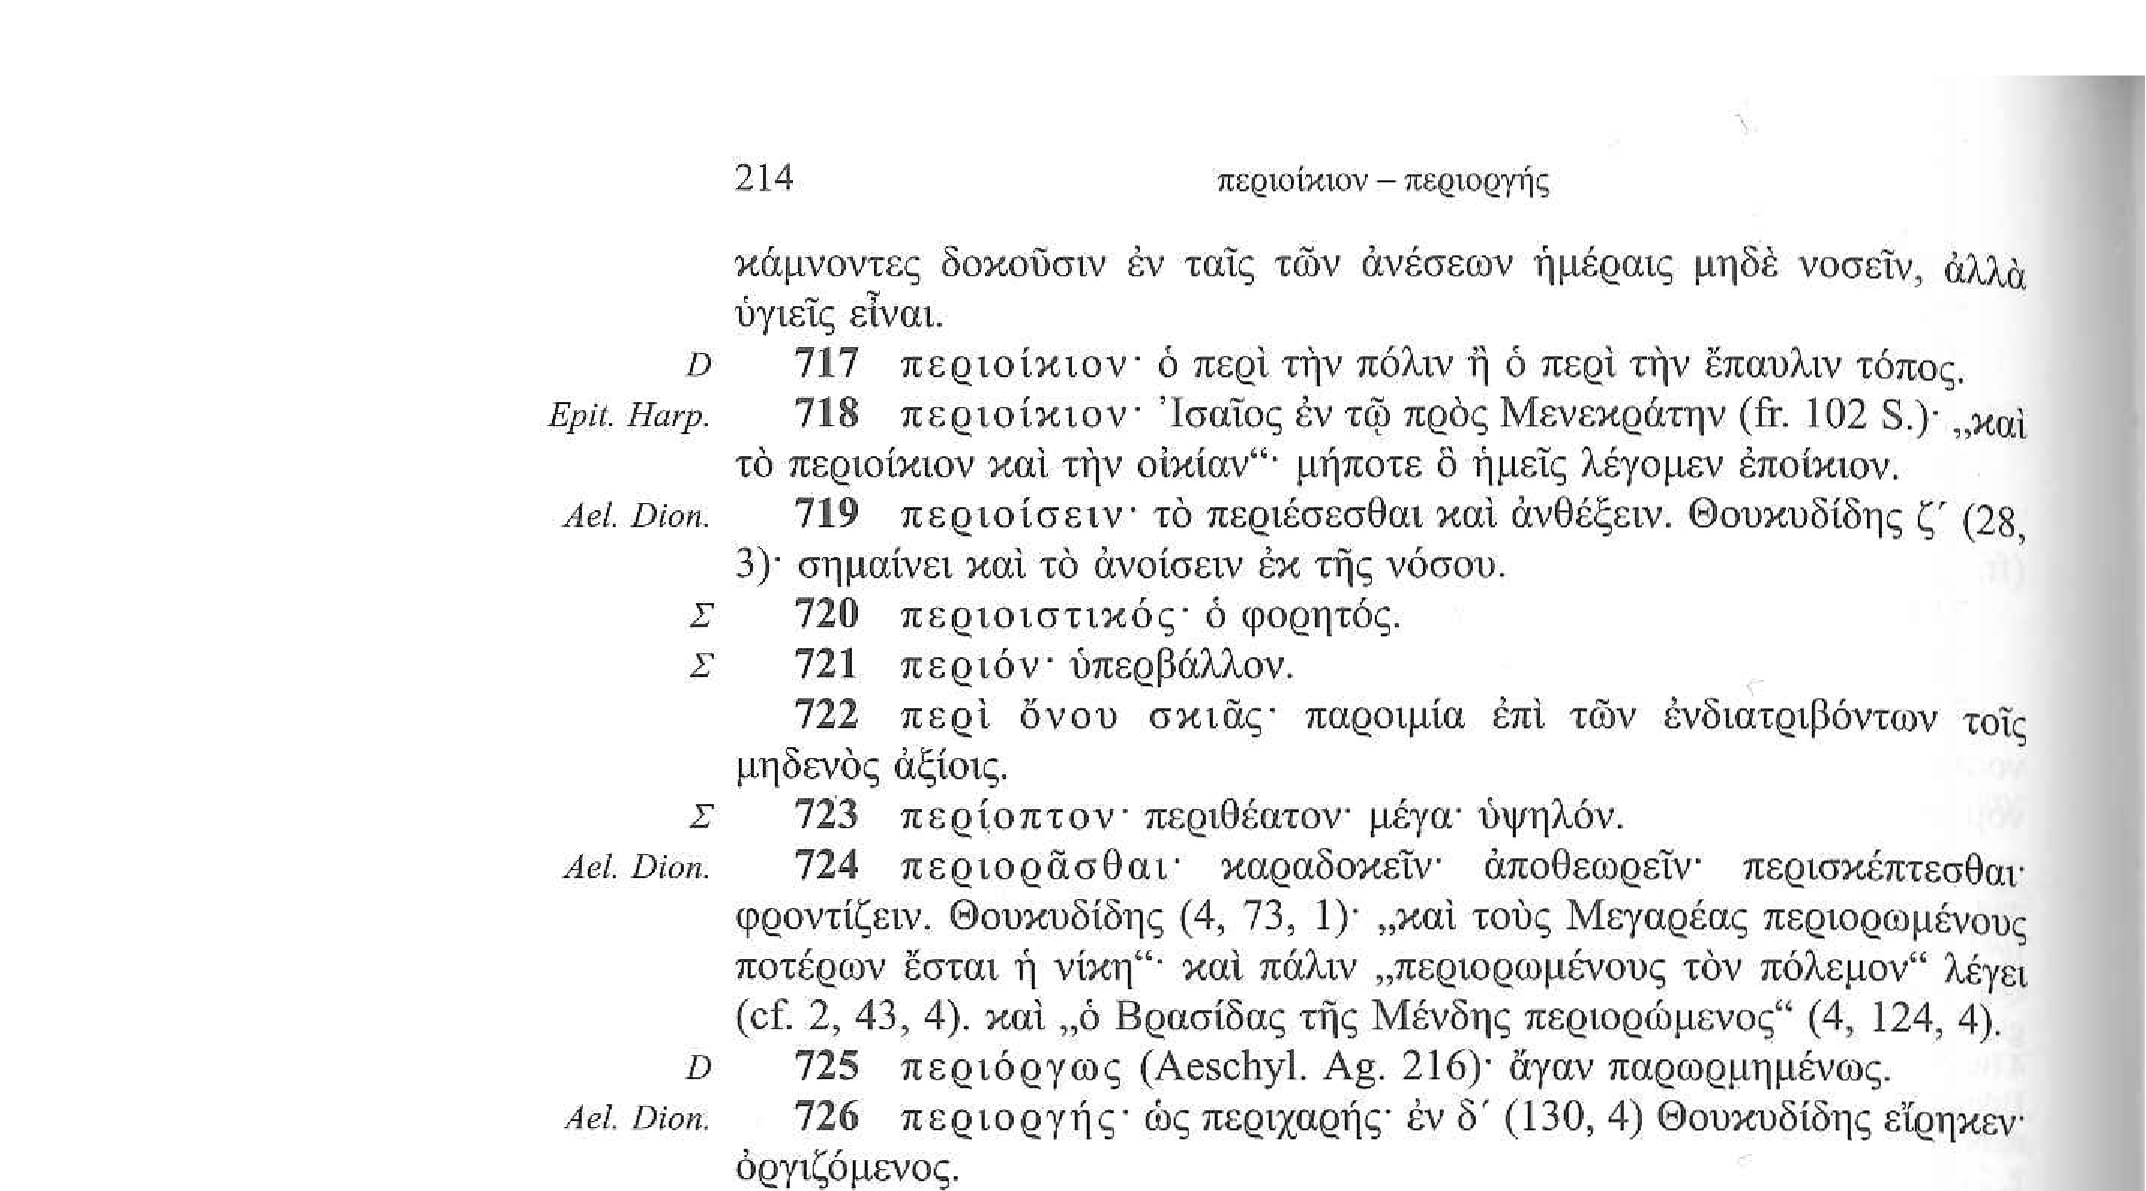 214 περιοίκιον – περιοργής
κάμνοντες δοκοῦσιν ἐν ταῖς τῶν ἀνέσεων ἡμέραις μηδὲ νοσεῖν, ἀλλὰ
ὑγιεῖς εἶναι.
D 717 περιοίκιον· ὁ περὶ τὴν πόλιν ἢ ὁ περὶ τὴν ἔπαυλιν τόπος.
Epit. Harp. 718 περιοίκιον· Ἰσαῖος ἐν τῷ πρὸς Μενεκράτην (fr. 102 S.)· „καὶ
τὸ περιοίκιον καὶ τὴν οἰκίαν“· μήποτε ὃ ἡμεῖς λέγομεν ἐποίκιον.
Ael. Dion. 719 περιοίσειν· τὸ περιέσεσθαι καὶ ἀνθέξειν. Θουκυδίδης ζʹ (28,
3)· σημαίνει καὶ τὸ ἀνοίσειν ἐκ τῆς νόσου.
Σ 720 περιοιστικός· ὁ φορητός.
Σ 721 περιόν· ὑπερβάλλον.
722 περὶ ὄνου σκιᾶς· παροιμία ἐπὶ τῶν ἐνδιατριβόντων τοῖς
μηδενὸς ἀξίοις.
Σ 723 περίοπτον· περιθέατον· μέγα· ὑψηλόν.
Ael. Dion. 724 περιορᾶσθαι· καραδοκεῖν· ἀποθεωρεῖν· περισκέπτεσθαι·
φροντίζειν. Θουκυδίδης (4, 73, 1)· „καὶ τοὺς Μεγαρέας περιορωμένους
ποτέρων ἔσται ἡ νίκη“· καὶ πάλιν „περιορωμένους τὸν πόλεμον“ λέγει
(cf. 2, 43, 4). καὶ „ὁ Βρασίδας τῆς Μένδης περιορώμενος“ (4, 124, 4).
D 725 περιόργως (Aeschyl. Ag. 216)· ἄγαν παρωρμημένως.
Ael. Dion. 726 περιοργής· ὡς περιχαρής· ἐν δʹ (130, 4) Θουκυδίδης εἴρηκεν·
ὀργιζόμενος.